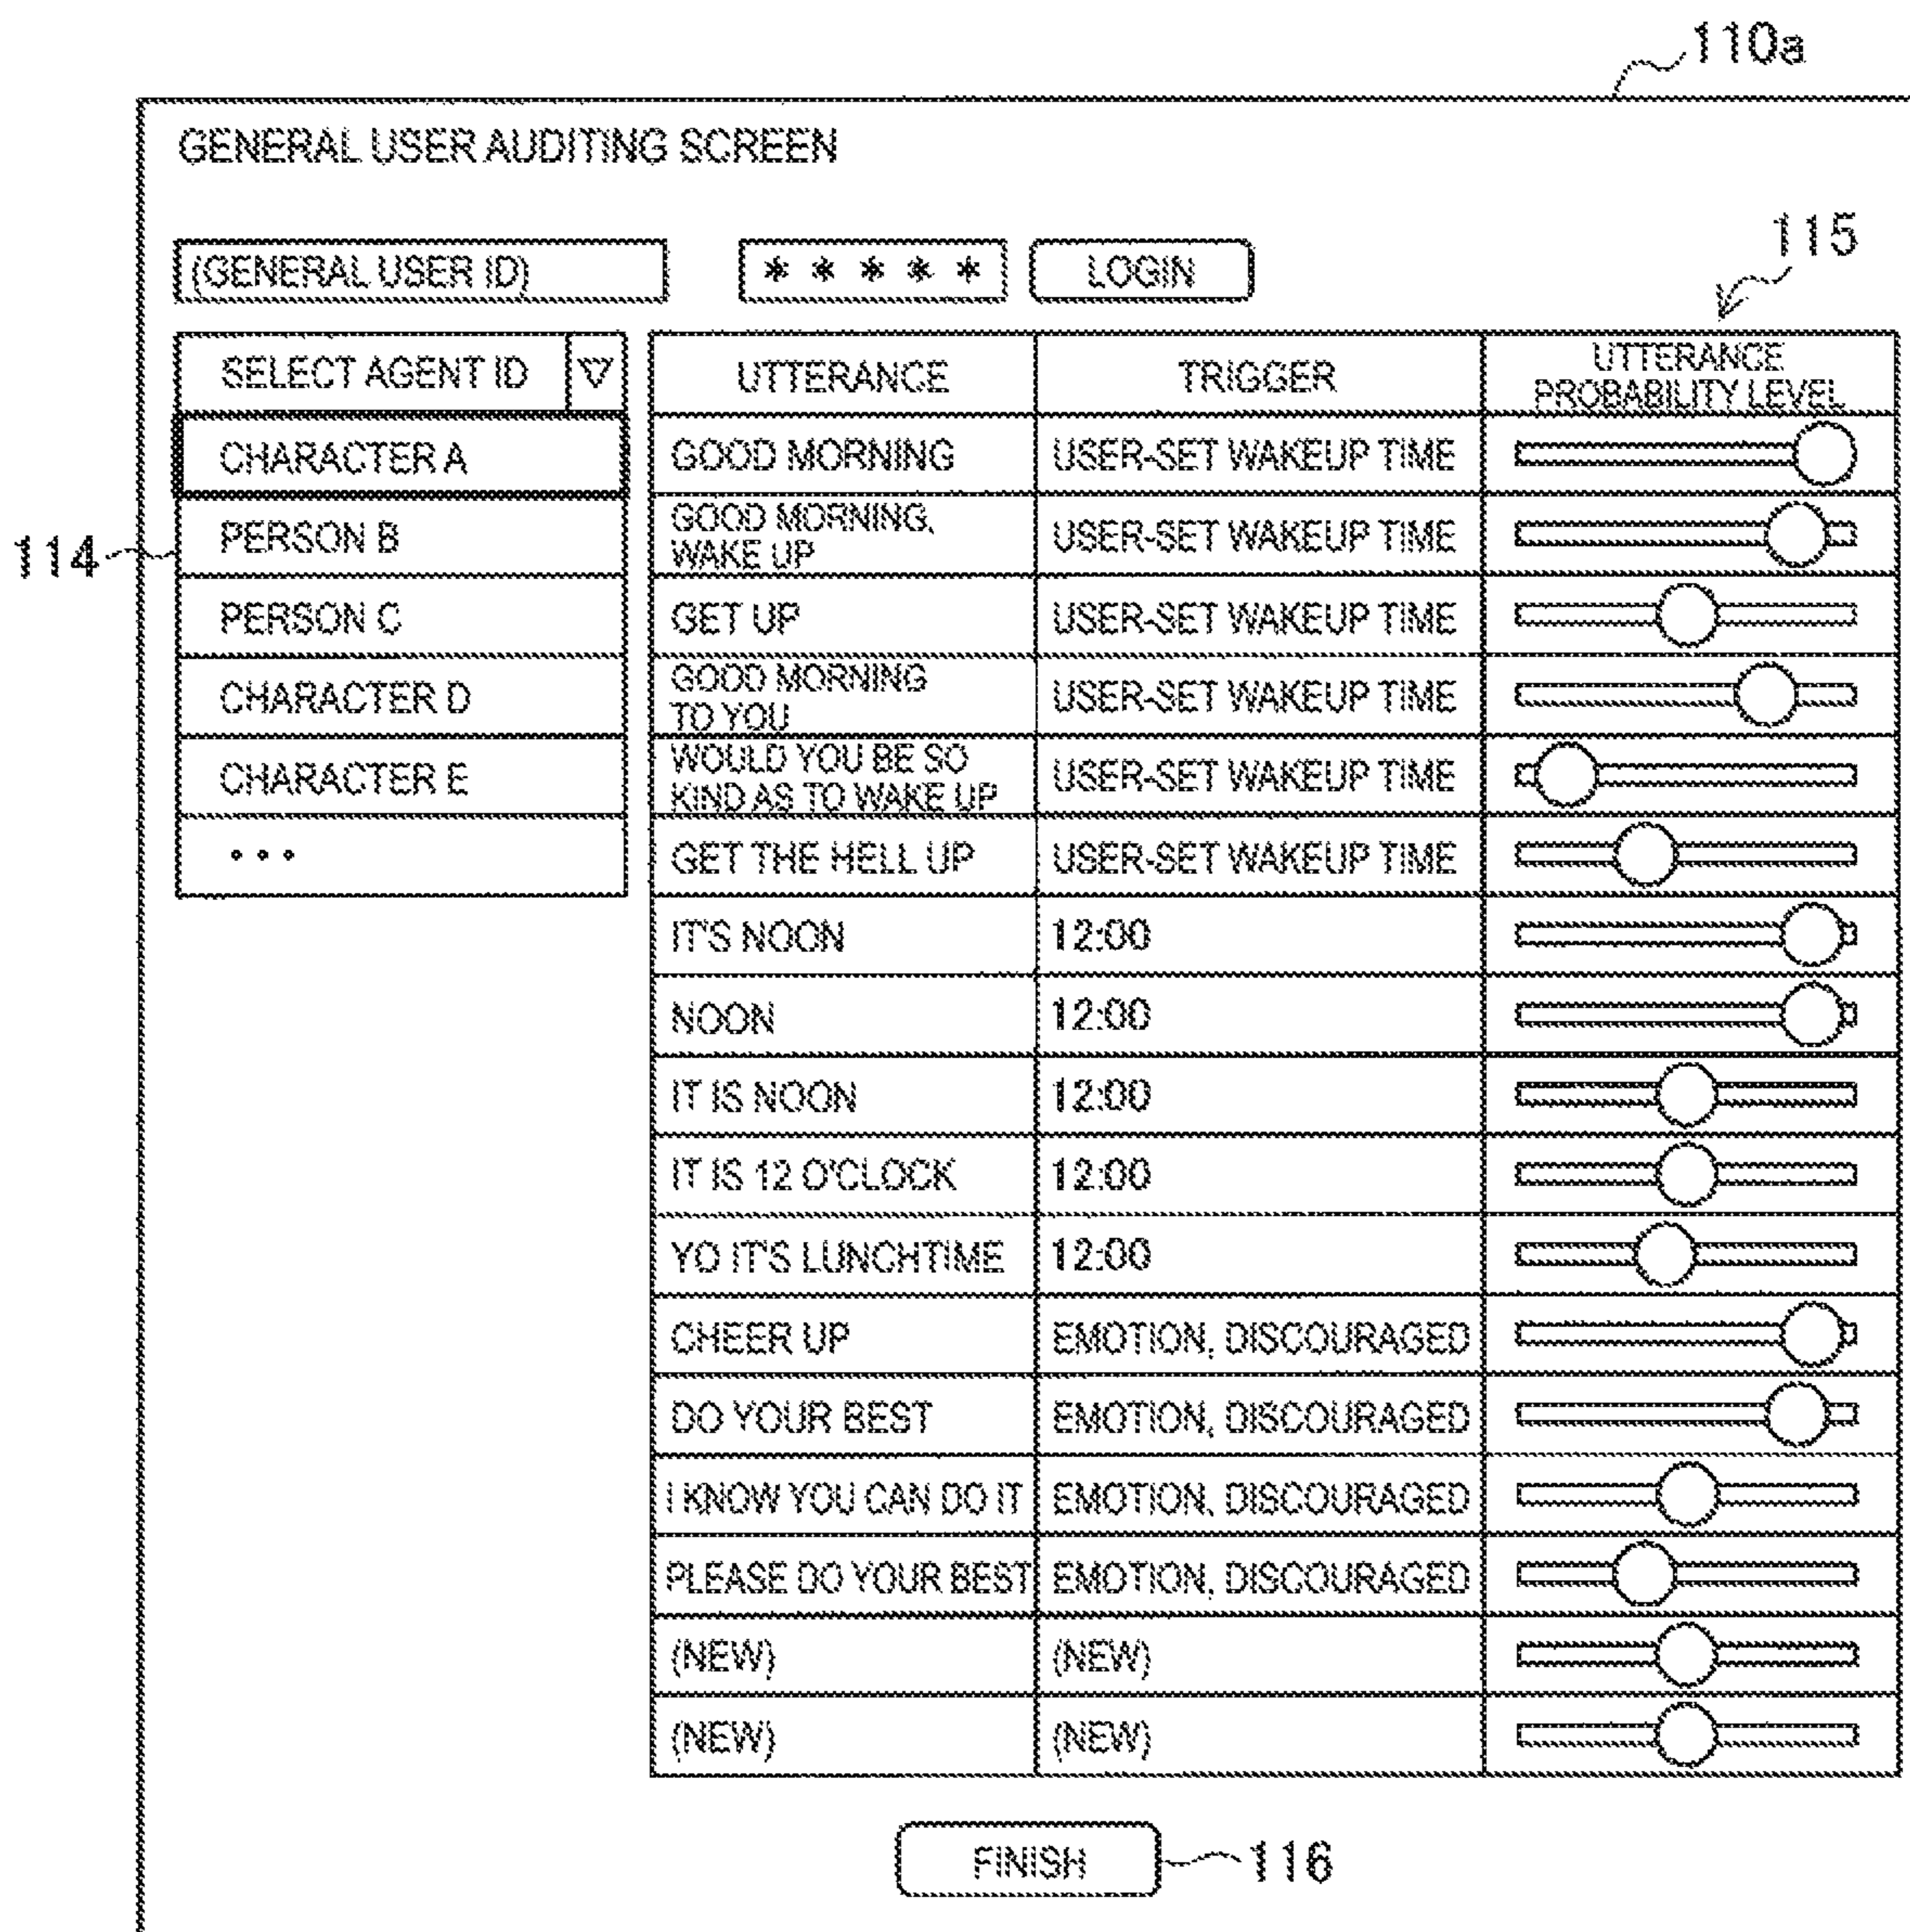 110a
GENERAL USER AUDITING SCREEN
115
(GENERAL USER ID)
* * * * *
LOGIN
SELECT AGENT ID ▽
CHARACTER A
PERSON B
114
PERSON C
CHARACTER D
CHARACTER E
• • •
UTTERANCE TRIGGER UTTERANCE
PROBABILITY LEVEL
GOOD MORNING USER-SET WAKEUP TIME
GOOD MORNING,
WAKE UP USER-SET WAKEUP TIME
GET UP USER-SET WAKEUP TIME
GOOD MORNING
TO YOU USER-SET WAKEUP TIME
WOULD YOU BE SO
KIND AS TO WAKE UP USER-SET WAKEUP TIME
GET THE HELL UP USER-SET WAKEUP TIME
IT'S NOON 12:00
NOON 12:00
IT IS NOON 12:00
IT IS 12 O'CLOCK 12:00
YO IT'S LUNCHTIME 12:00
CHEER UP EMOTION, DISCOURAGED
DO YOUR BEST EMOTION, DISCOURAGED
I KNOW YOU CAN DO IT EMOTION, DISCOURAGED
PLEASE DO YOUR BEST EMOTION, DISCOURAGED
(NEW) (NEW)
(NEW) (NEW)
FINISH 116